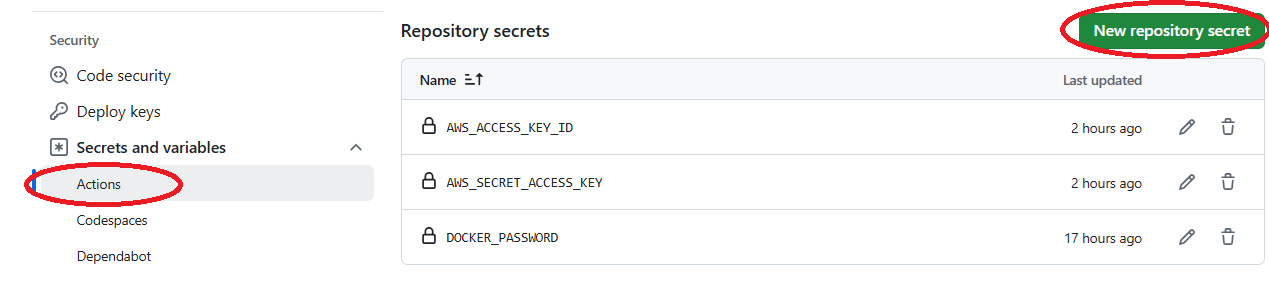 Security
Code security
Deploy keys
Secrets and variables
Actions
Codespaces
Dependabot
Repository secrets
New repository secret
Name
Last updated
AWS_ACCESS_KEY_ID
2 hours ago
AWS_SECRET_ACCESS_KEY
2 hours ago
DOCKER_PASSWORD
17 hours ago